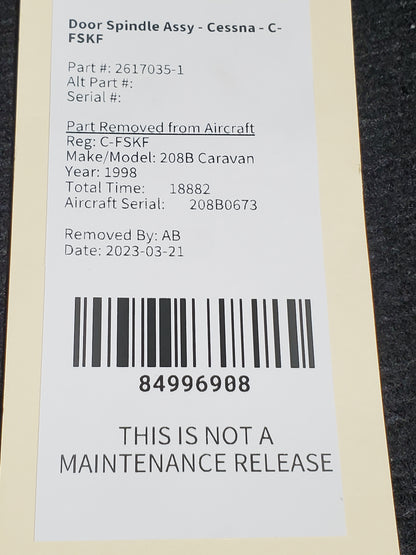 Door Spindle Assy - Cessna - C-
FSKF
Part #: 2617035-1
Alt Part #:
Serial #:
Part Removed from Aircraft
Reg: C-FSKF
Make/Model: 208B Caravan
Year: 1998
Total Time: 18882
Aircraft Serial: 208B0673
Removed By: AB
Date: 2023-03-21
84996908
THIS IS NOT A
MAINTENANCE RELEASE